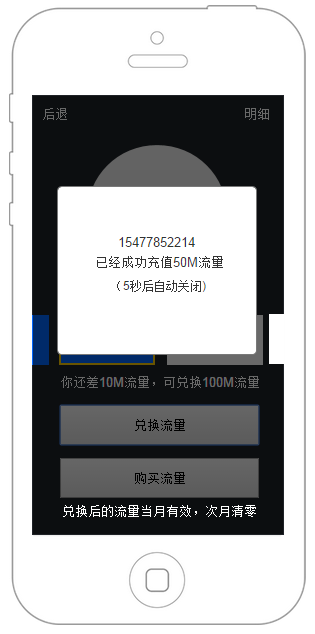 后退
明细
15477852214
已经成功充值50M流量
（5秒后自动关闭)
你还差10M流量，可兑换100M流量
兑换流量
购买流量
兑换后的流量当月有效，次月清零